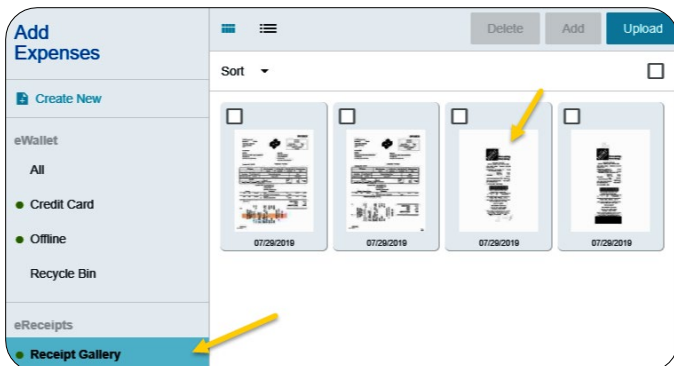 Add
Expenses
Create New
eWallet
All
Credit Card
Offline
Recycle Bin
eReceipts
Receipt Gallery
Delete
Add
Upload
Sort
07/29/2019
07/29/2019
07/29/2019
07/29/2019